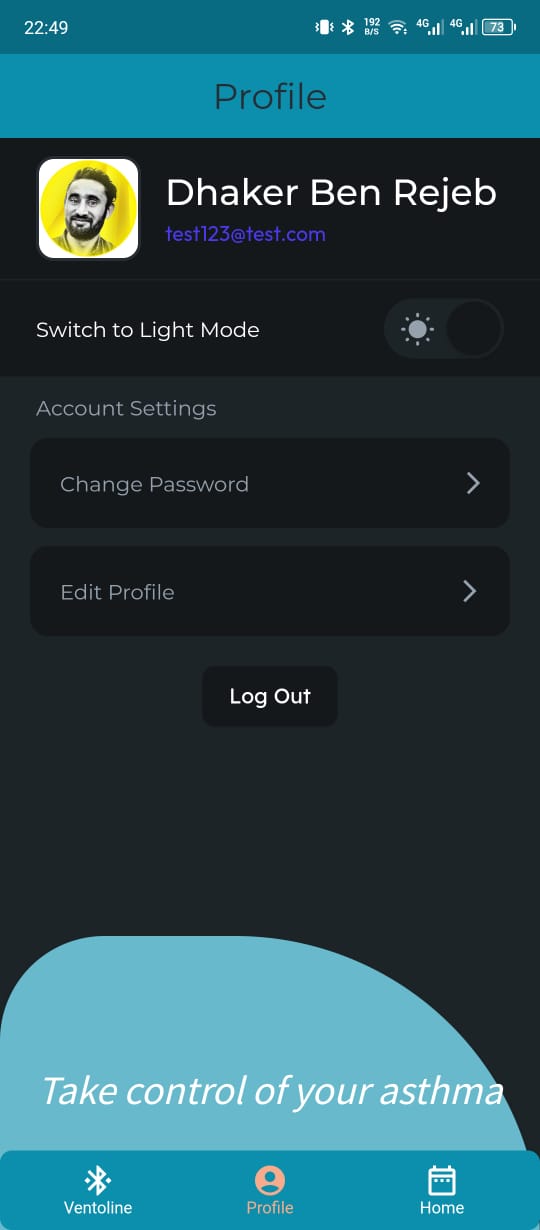 22:49
192
B/S
4G
4G
73
Profile
Dhaker Ben Rejeb
test123@test.com
Switch to Light Mode
Account Settings
Change Password
Edit Profile
Log Out
Take control of your asthma
Ventoline
Profile
Home